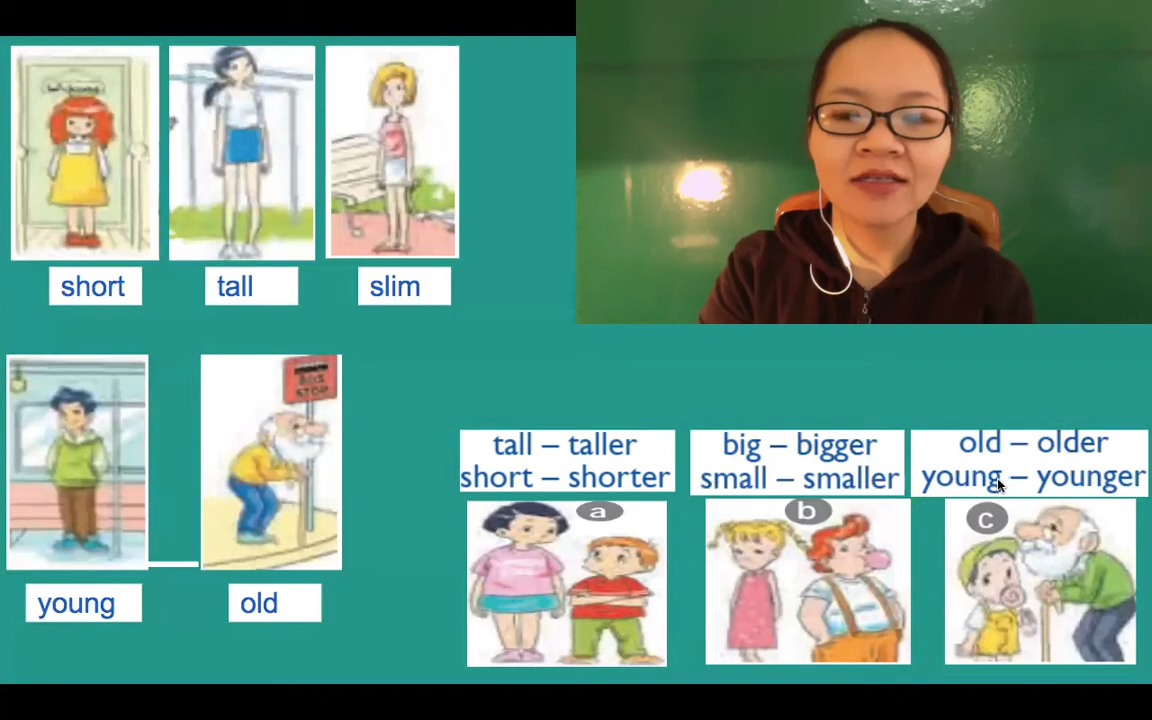 Welcome
short
tall
slim
BUS
STOP
young
old
tall – taller
short – shorter
big – bigger
small – smaller
old – older
young – younger
a
b
c